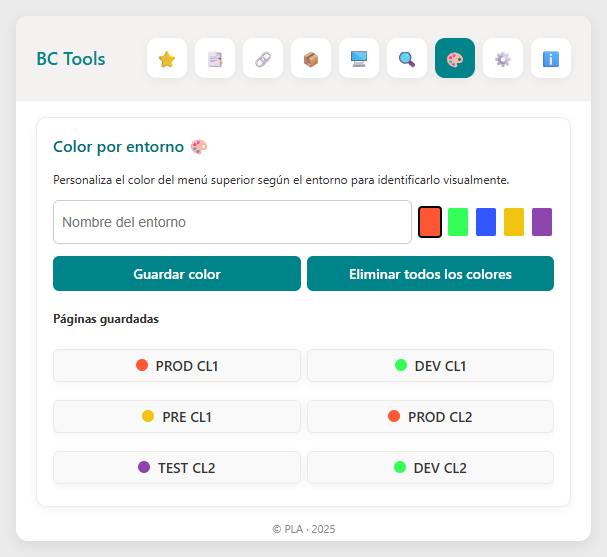 BC Tools
Color por entorno 🎨
Personaliza el color del menú superior según el entorno para identificarlo visualmente.
Nombre del entorno
Guardar color
Eliminar todos los colores
Páginas guardadas
PROD CL1
DEV CL1
PRE CL1
PROD CL2
TEST CL2
DEV CL2
© PLA · 2025